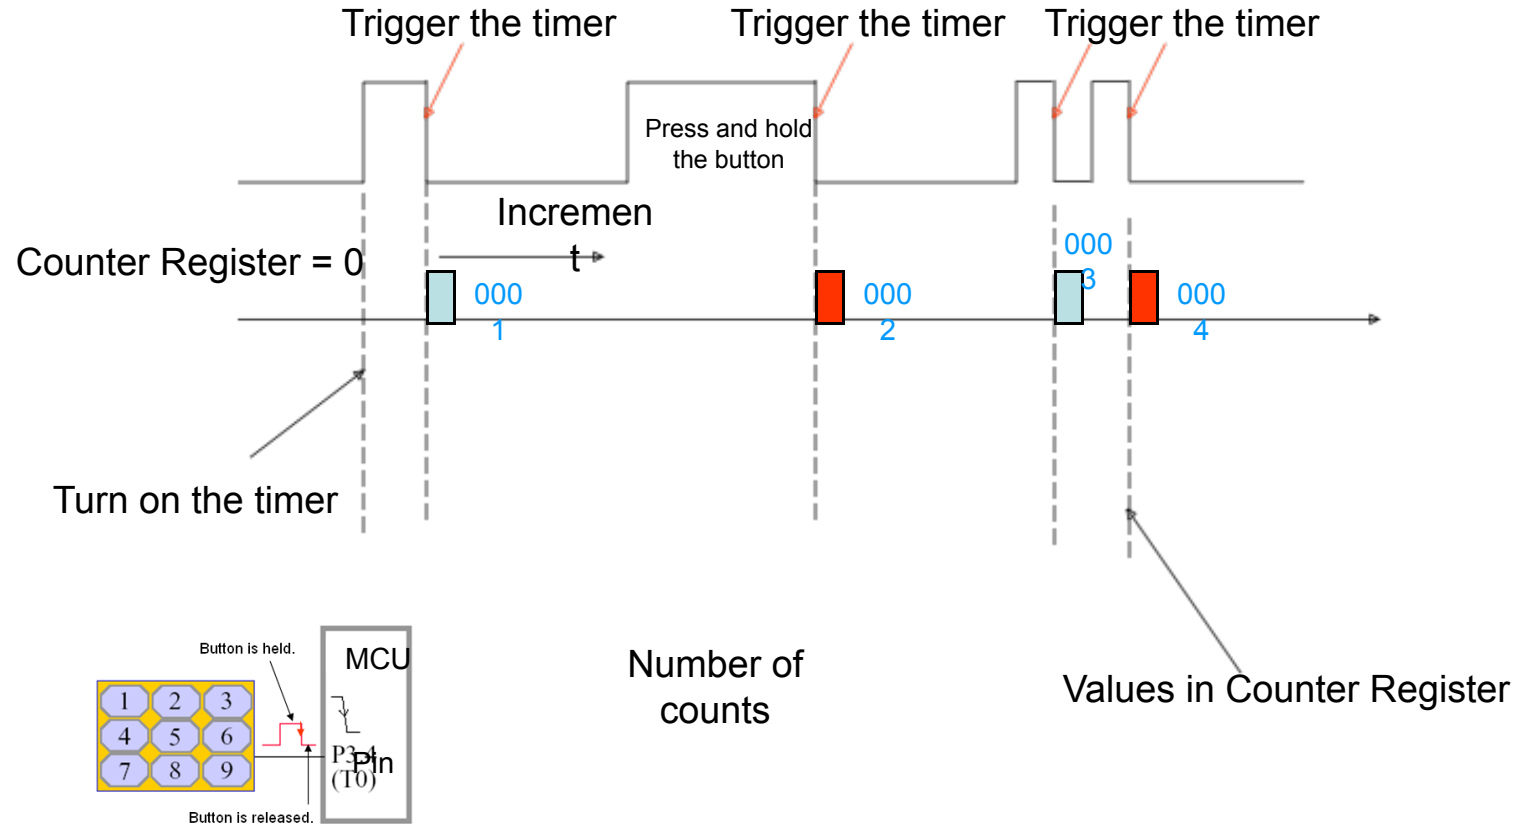 Trigger the timer
Trigger the timer
Trigger the timer
Press and hold
the button
Incremen
t
Counter Register = 0
000
1
000
2
000
3
000
4
Turn on the timer
Button is held.
MCU
1 2 3
4 5 6
7 8 9
P3.4
Pin
(T0)
Button is released.
Number of
counts
Values in Counter Register